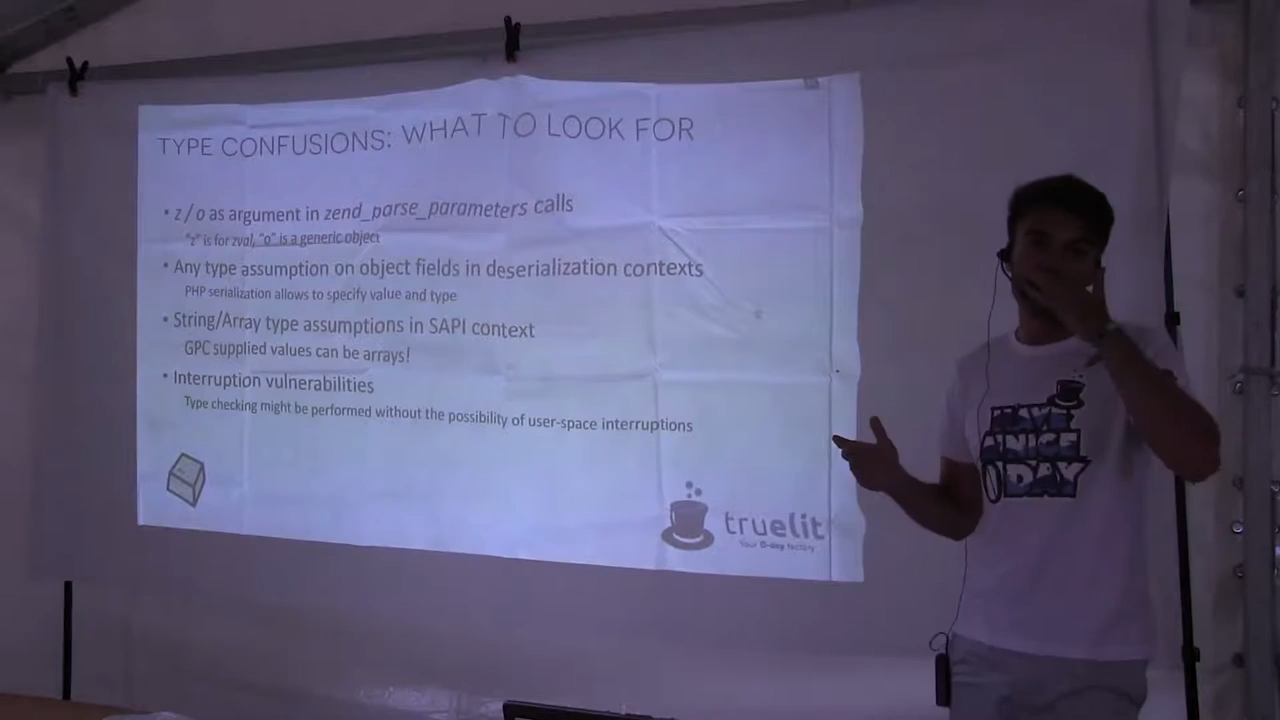 TYPE CONFUSIONS: WHAT TO LOOK FOR
• z / o as argument in zend_parse_parameters calls
"z" is for zval, "o" is a generic object
• Any type assumption on object fields in deserialization contexts
PHP serialization allows to specify value and type
• String/Array type assumptions in SAPI context
GPC supplied values can be arrays!
• Interruption vulnerabilities
Type checking might be performed without the possibility of user-space interruptions
truelit
Your 0-day factory
HAVE
A NICE
0DAY